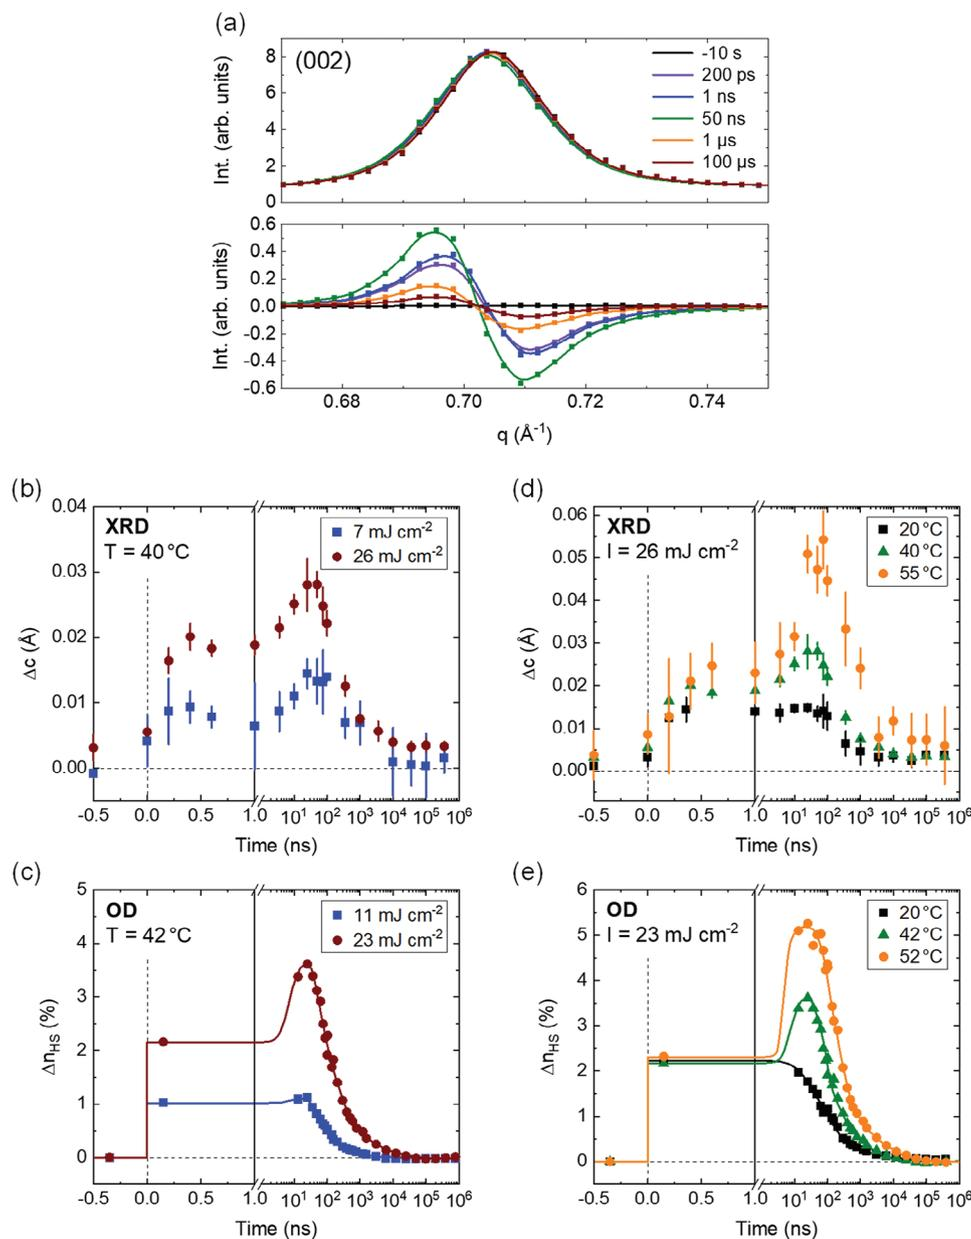 (a)
(002)
-10 s
200 ps
1 ns
50 ns
1 µs
100 µs
Int. (arb. units)
8
6
4
2
0
Int. (arb. units)
0.6
0.4
0.2
0.0
-0.2
-0.4
-0.6
0.68 0.70 0.72 0.74
q (Å⁻¹)
(b)
XRD
T = 40 °C
7 mJ cm⁻²
26 mJ cm⁻²
Δc (Å)
0.04
0.03
0.02
0.01
0.00
-0.5 0.0 0.5 1.0 10¹ 10² 10³ 10⁴ 10⁵ 10⁶
Time (ns)
(d)
XRD
I = 26 mJ cm⁻²
20 °C
40 °C
55 °C
Δc (Å)
0.06
0.05
0.04
0.03
0.02
0.01
0.00
-0.5 0.0 0.5 1.0 10¹ 10² 10³ 10⁴ 10⁵ 10⁶
Time (ns)
(c)
OD
T = 42 °C
11 mJ cm⁻²
23 mJ cm⁻²
Δn_HS (%)
5
4
3
2
1
0
-0.5 0.0 0.5 1.0 10¹ 10² 10³ 10⁴ 10⁵ 10⁶
Time (ns)
(e)
OD
I = 23 mJ cm⁻²
20 °C
42 °C
52 °C
Δn_HS (%)
6
5
4
3
2
1
0
-0.5 0.0 0.5 1.0 10¹ 10² 10³ 10⁴ 10⁵ 10⁶
Time (ns)